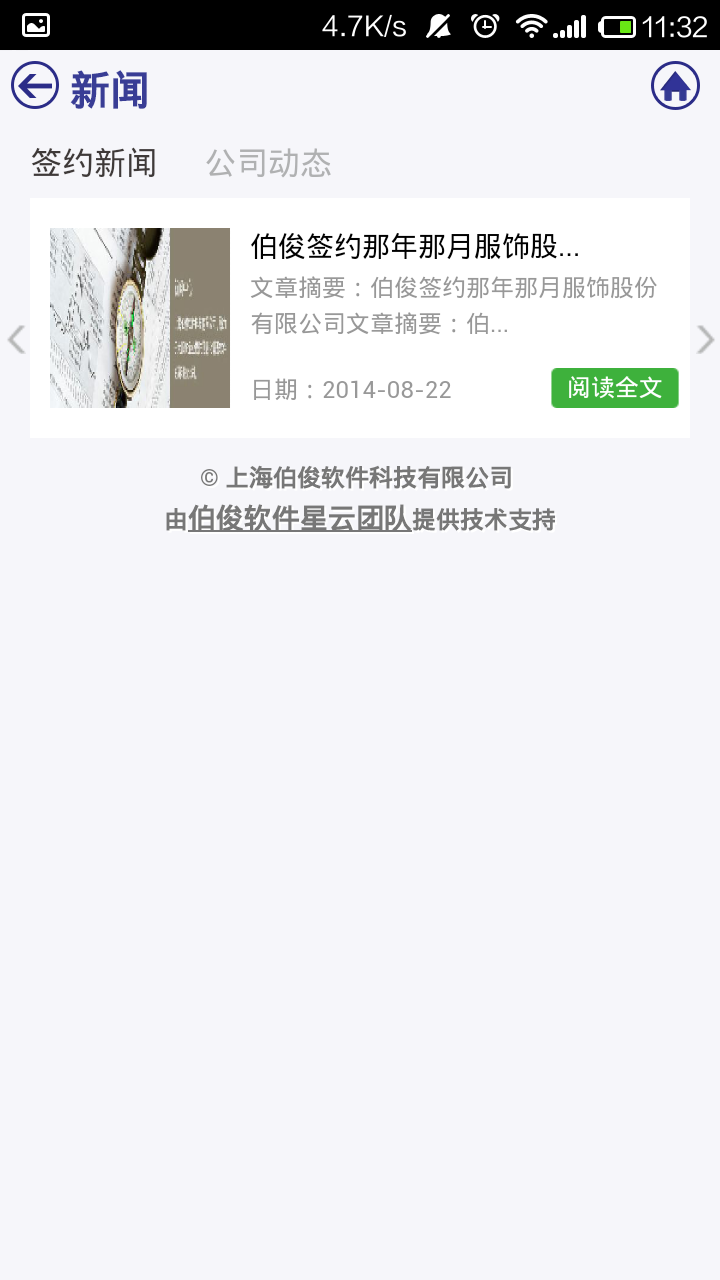 4.7K/s 11:32
新闻
签约新闻 公司动态
伯俊签约那年那月服饰股...
文章摘要：伯俊签约那年那月服饰股份
有限公司文章摘要：伯...
日期：2014-08-22 阅读全文
© 上海伯俊软件科技有限公司
由伯俊软件星云团队提供技术支持